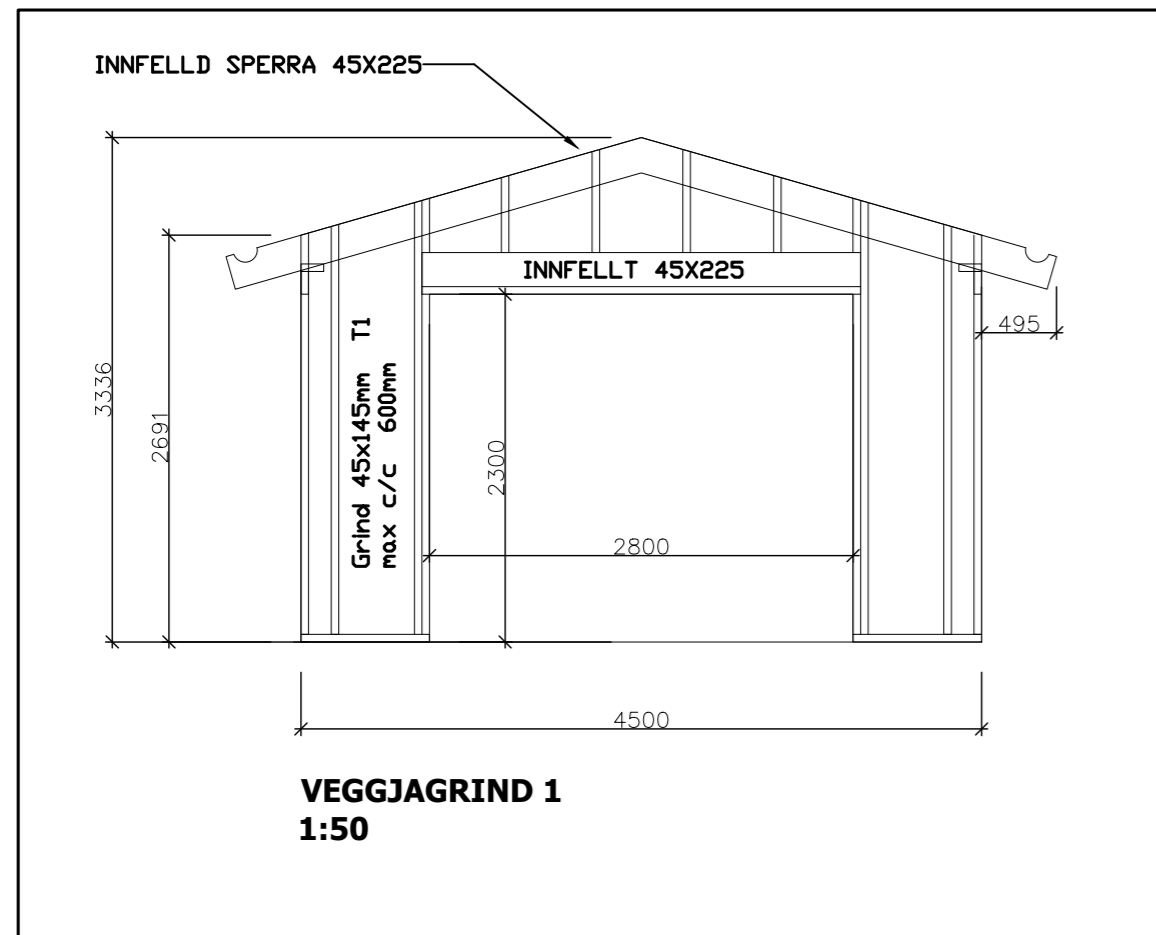 INNFELLD SPERRA 45X225
INNFELLT 45X225
495
Grind 45x145mm T1
max c/c 600mm
3336
2691
2300
2800
4500
VEGGJAGRIND 1
1:50